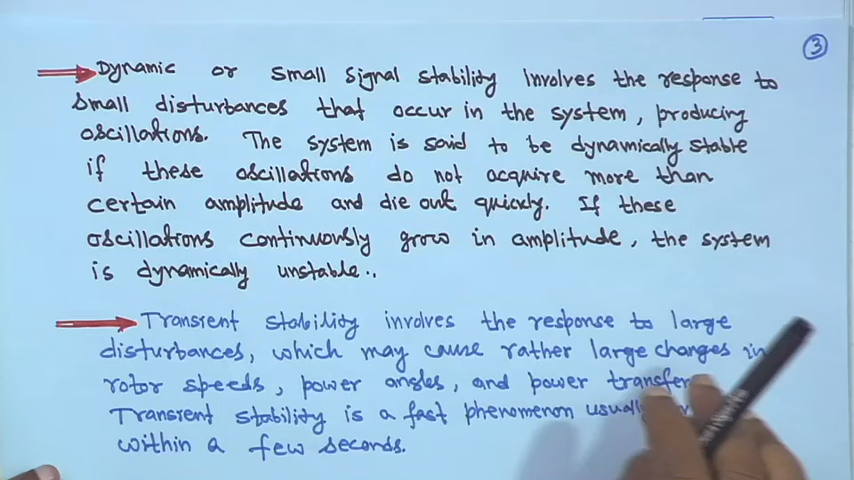 3
Dynamic or small signal stability involves the response to
small disturbances that occur in the system, producing
oscillations. The system is said to be dynamically stable
if these oscillations do not acquire more than
certain amplitude and die out quickly. If these
oscillations continuously grow in amplitude, the system
is dynamically unstable..
Transient stability involves the response to large
disturbances, which may cause rather large changes in
rotor speeds, power angles, and power transfer
Transient stability is a fast phenomenon usually
within a few seconds.